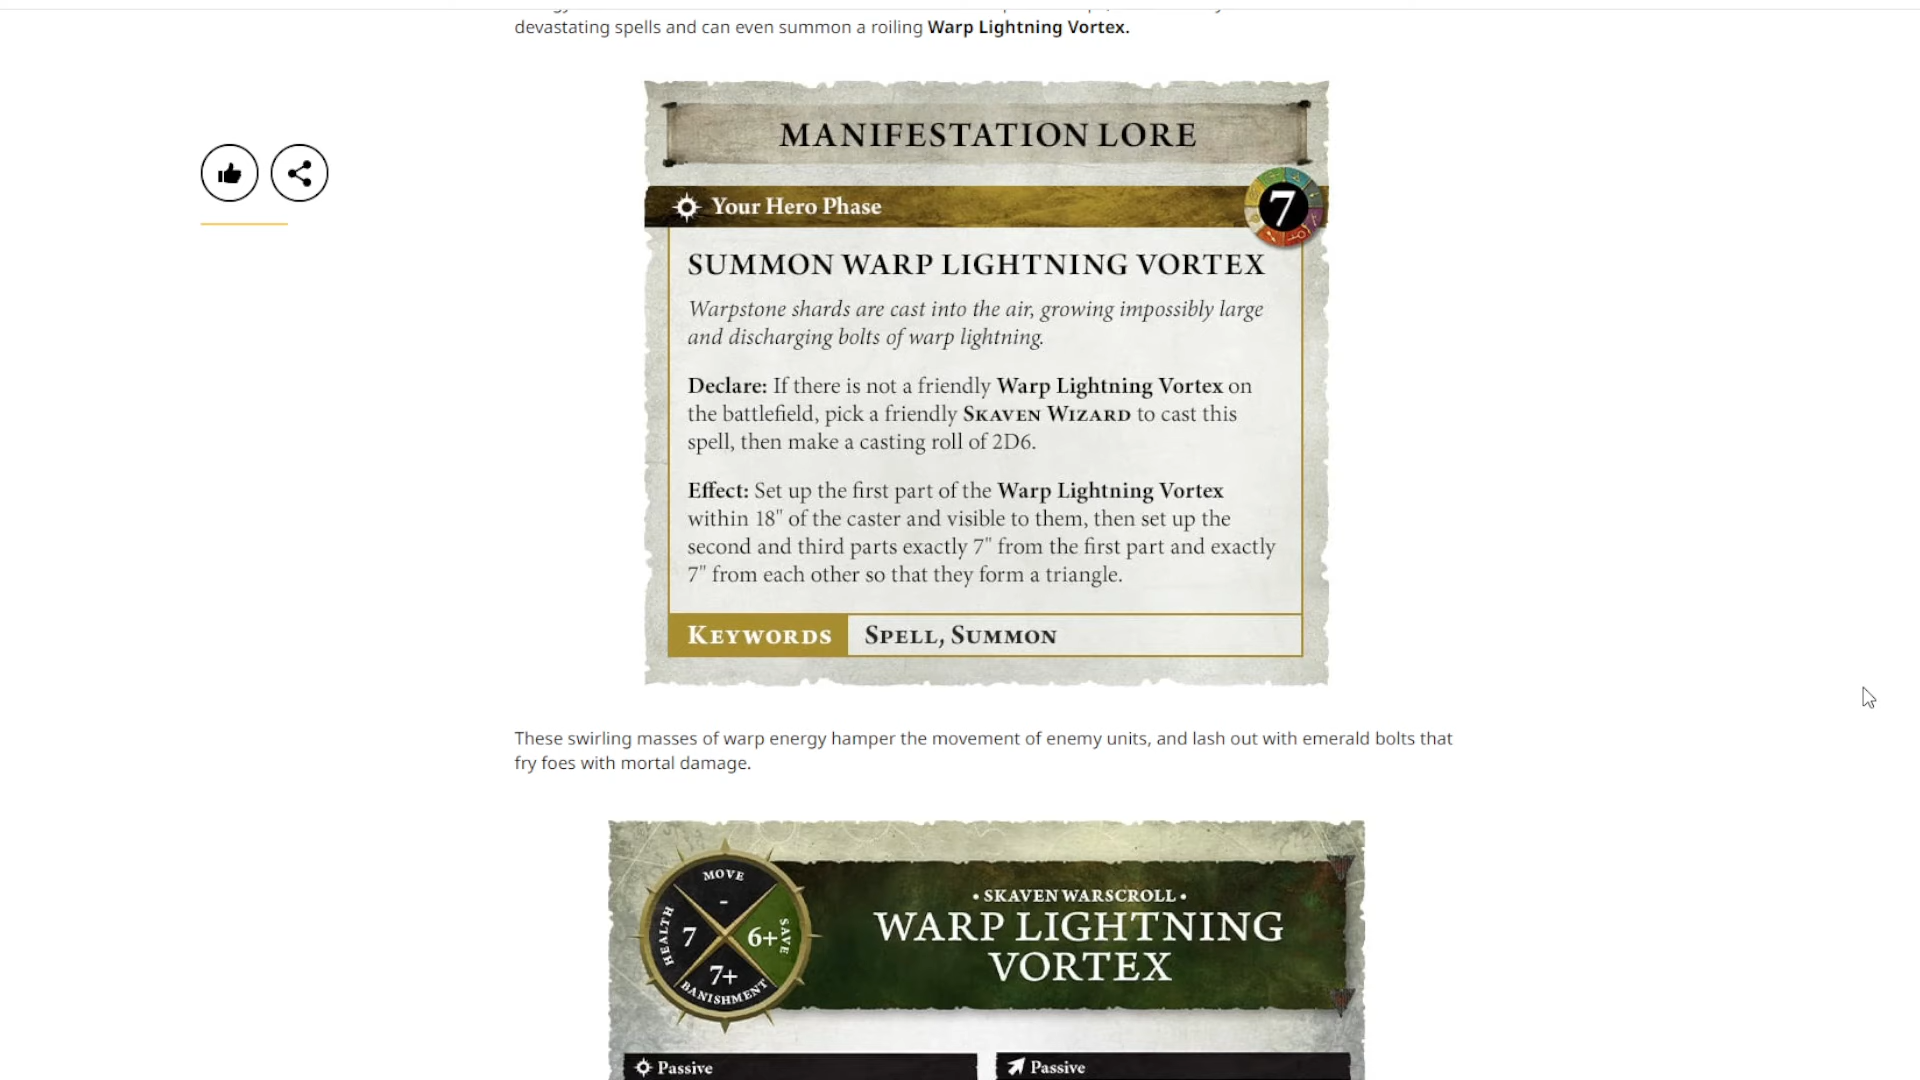 devastating spells and can even summon a roiling Warp Lightning Vortex.
MANIFESTATION LORE
Your Hero Phase
7
SUMMON WARP LIGHTNING VORTEX
Warpstone shards are cast into the air, growing impossibly large
and discharging bolts of warp lightning.
Declare: If there is not a friendly Warp Lightning Vortex on
the battlefield, pick a friendly SKAVEN WIZARD to cast this
spell, then make a casting roll of 2D6.
Effect: Set up the first part of the Warp Lightning Vortex
within 18" of the caster and visible to them, then set up the
second and third parts exactly 7" from the first part and exactly
7" from each other so that they form a triangle.
KEYWORDS SPELL, SUMMON
These swirling masses of warp energy hamper the movement of enemy units, and lash out with emerald bolts that
fry foes with mortal damage.
MOVE
-
HEALTH
7
6+
SAVE
7+
BANISHMENT
• SKAVEN WARSCROLL •
WARP LIGHTNING
VORTEX
Passive
Passive